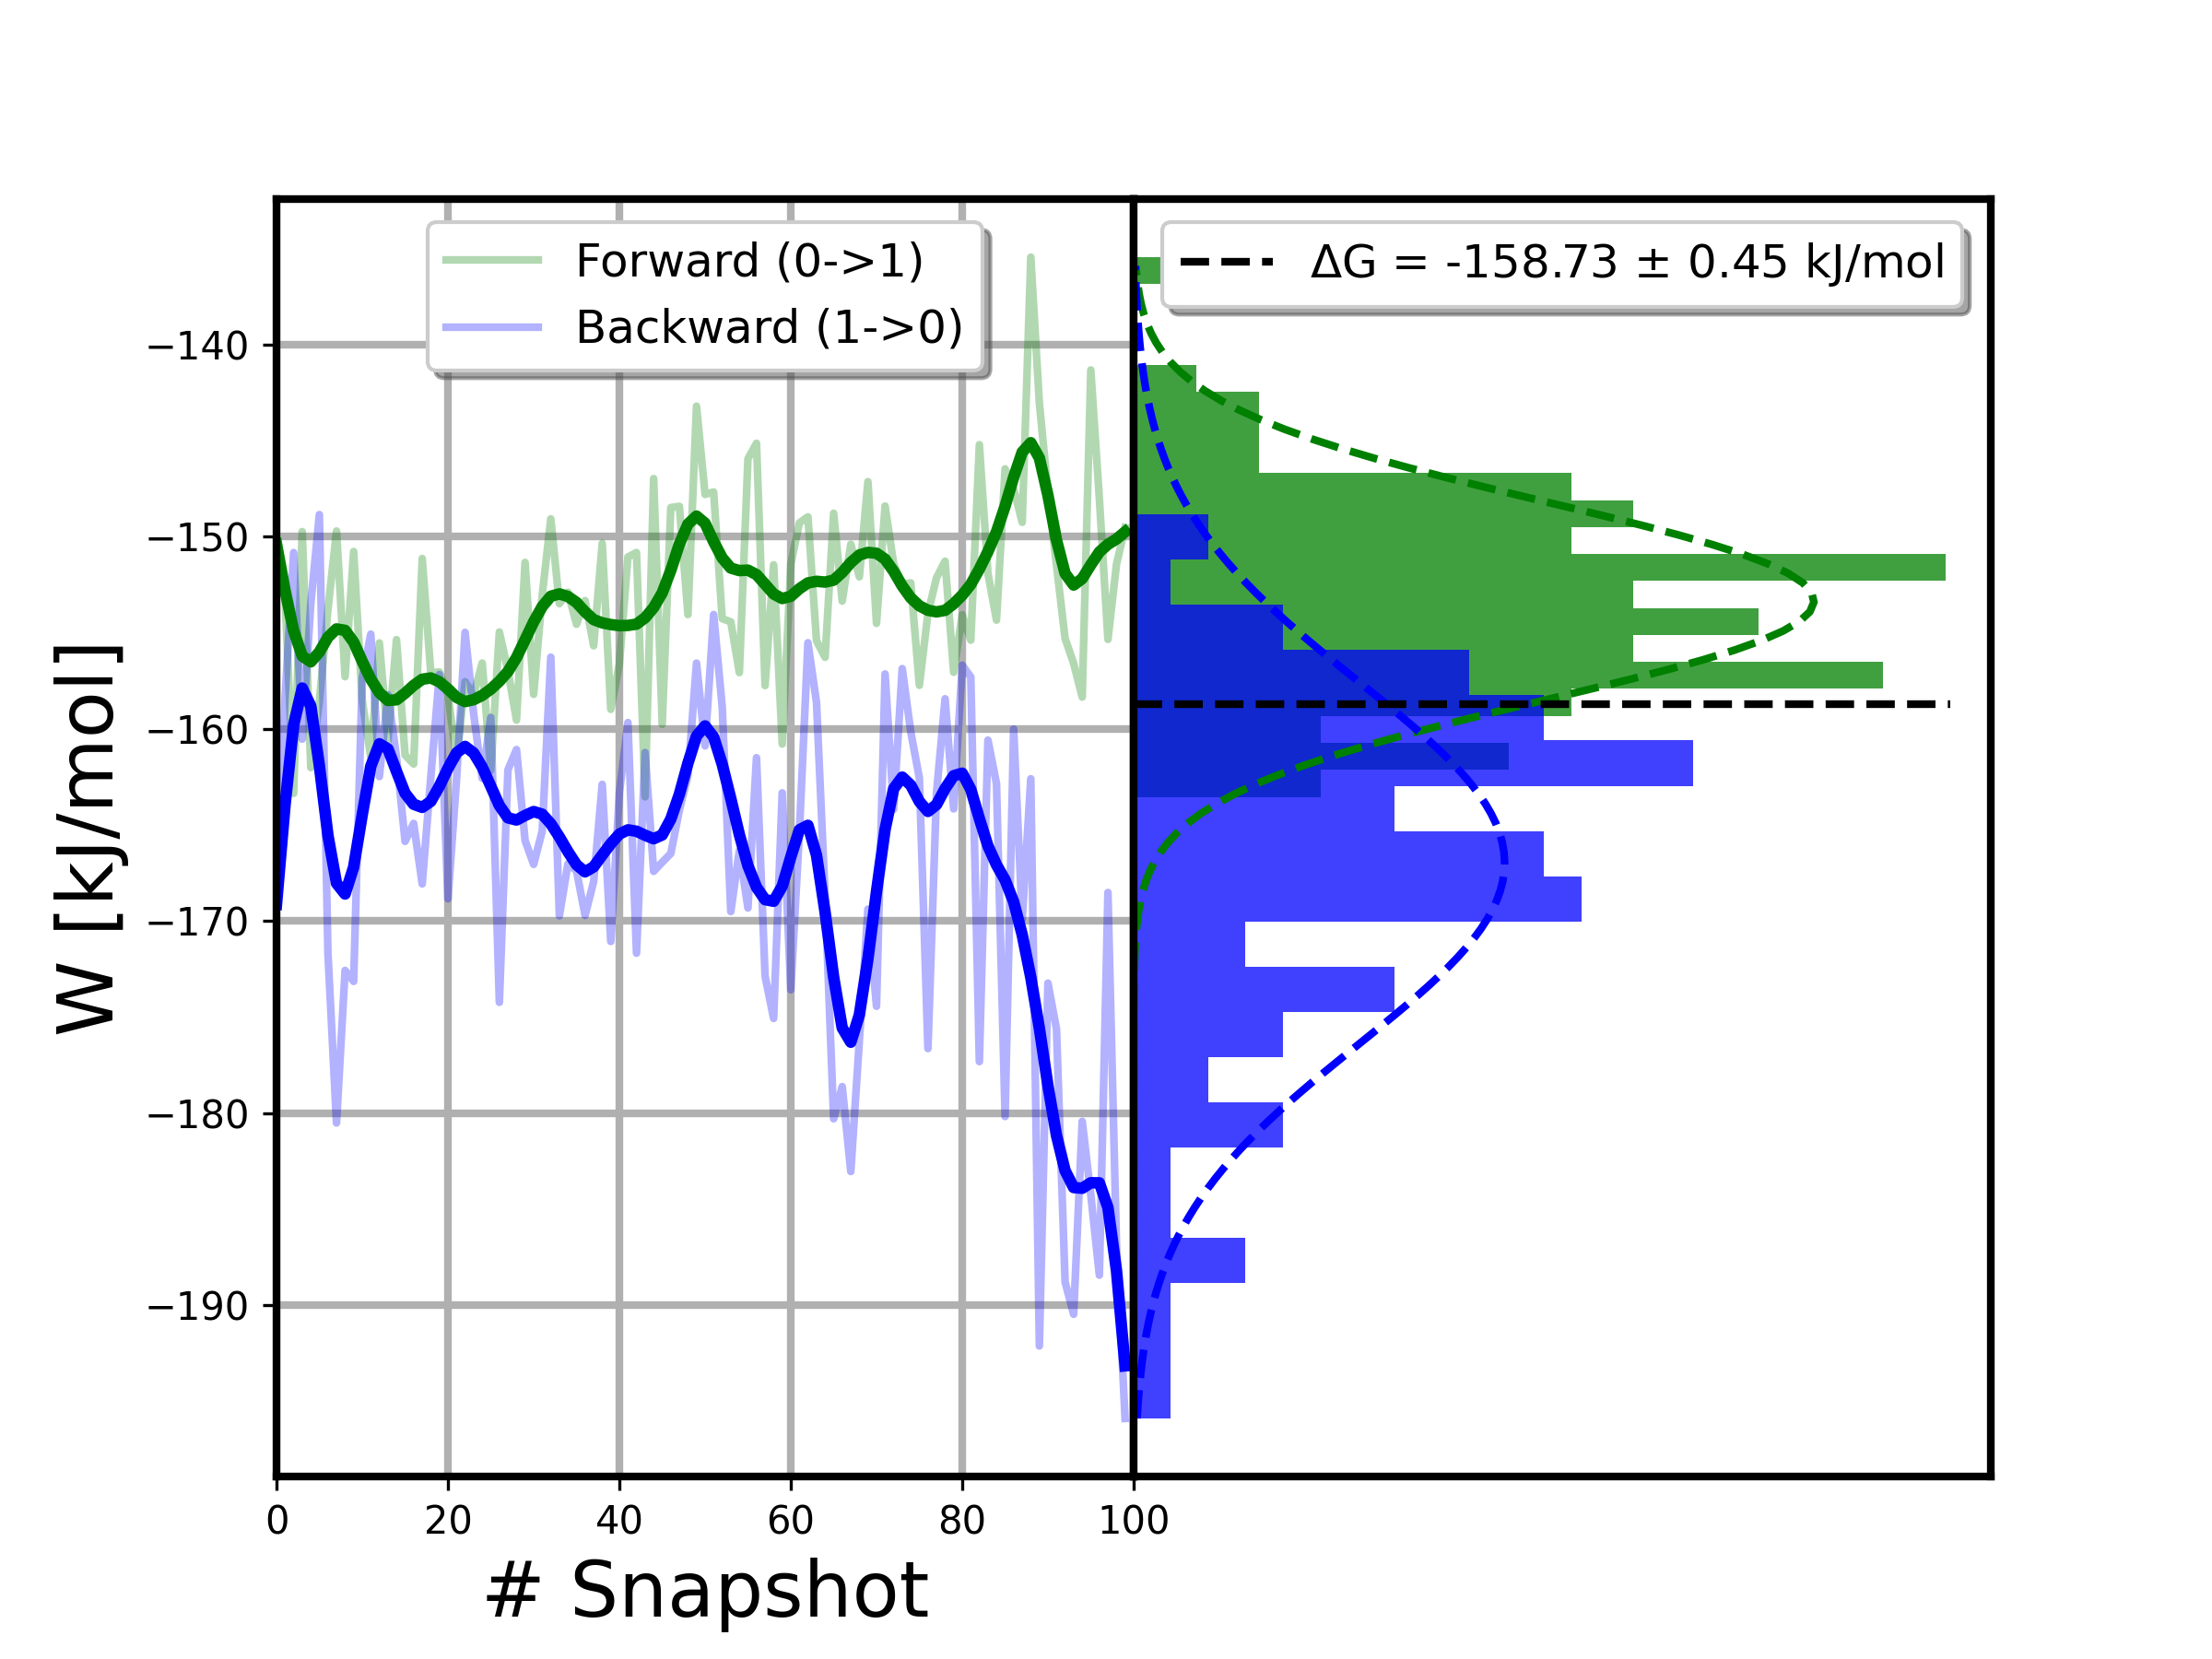 Forward (0->1)
Backward (1->0)
ΔG = -158.73 ± 0.45 kJ/mol
W [kJ/mol]
−140
−150
−160
−170
−180
−190
0 20 40 60 80 100
# Snapshot